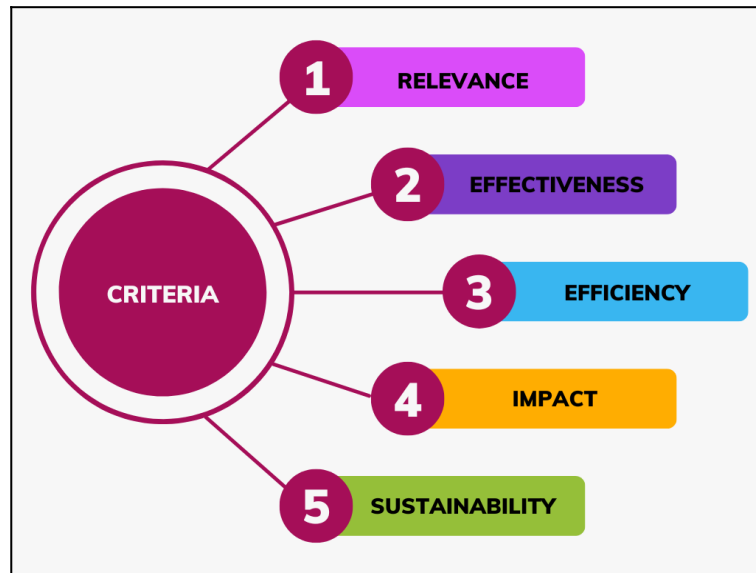 1
RELEVANCE
2
EFFECTIVENESS
CRITERIA
3
EFFICIENCY
4
IMPACT
5
SUSTAINABILITY